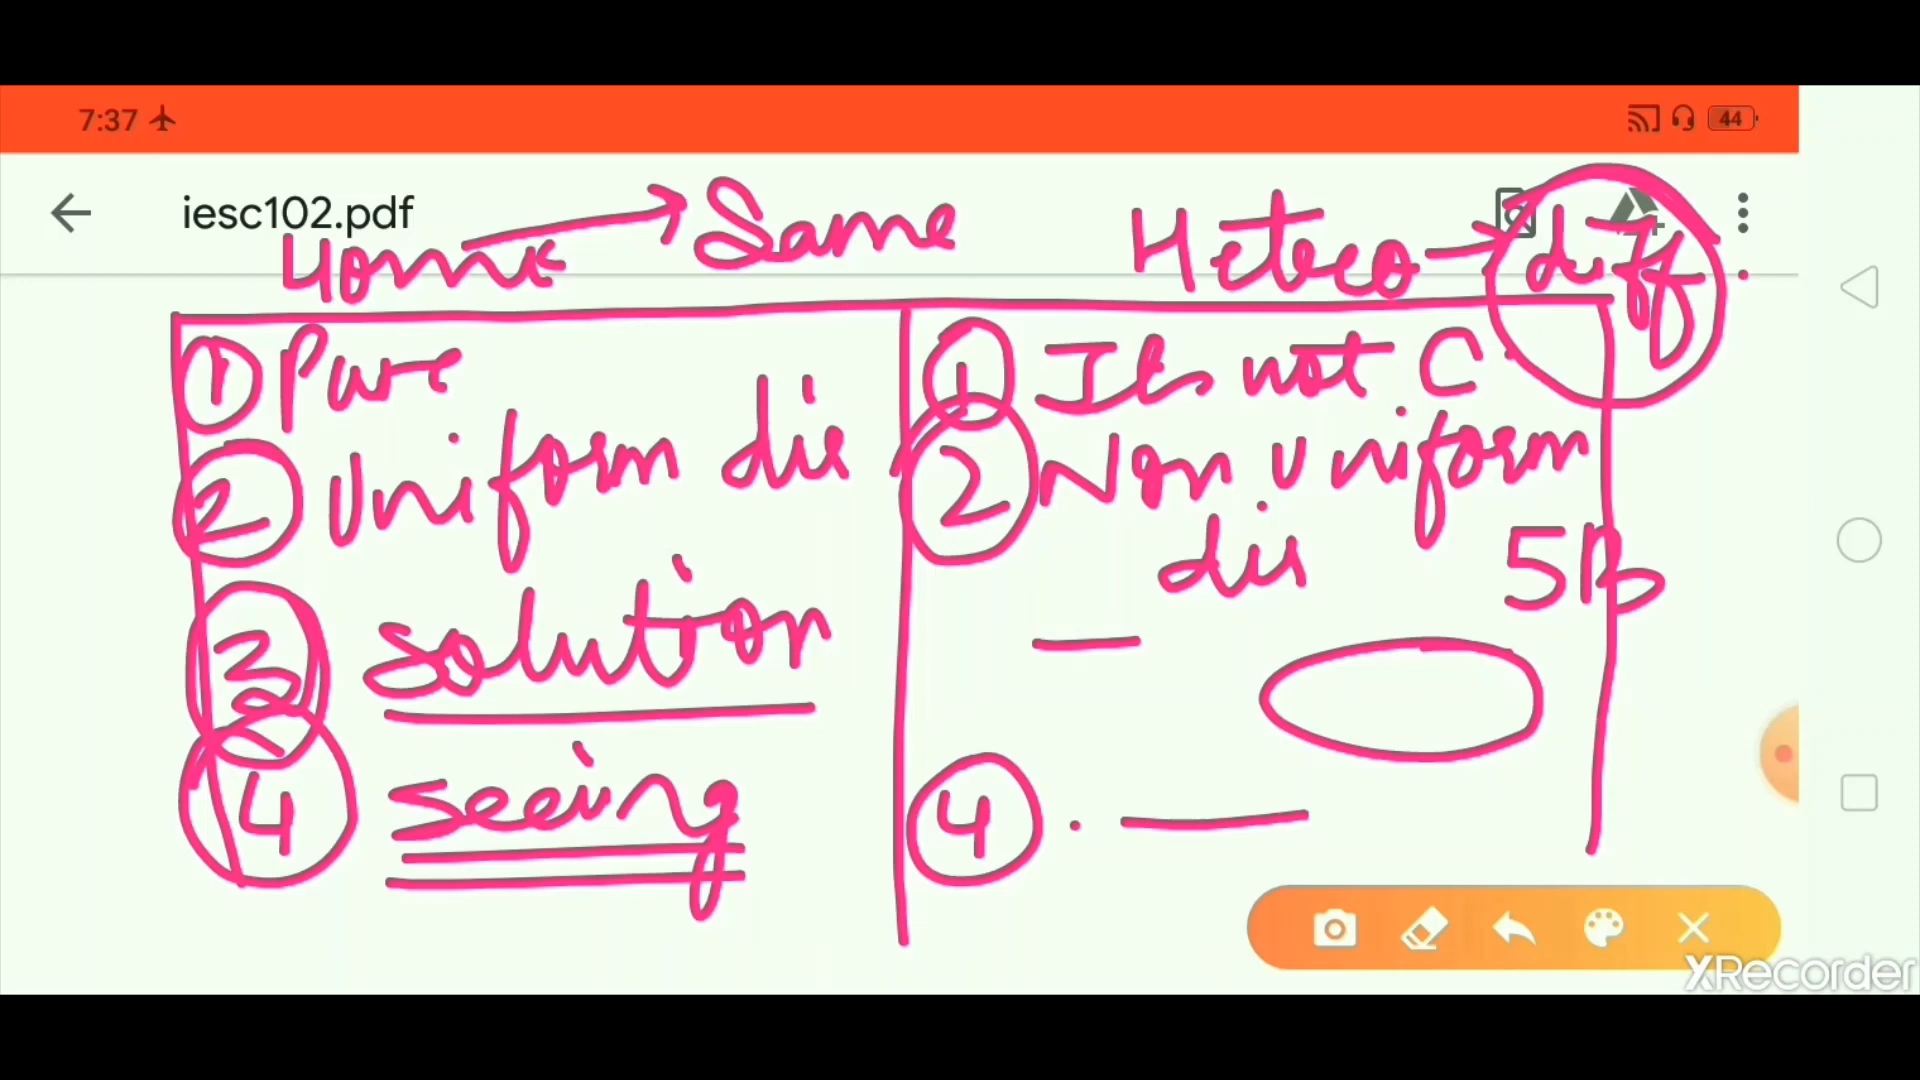 7:37
44
iesc102.pdf
Homo → Same
Hetero → diff.
① Pure
② Uniform dis
③ solution
④ seeing
① It's not C
② Non Uniform
dis
5B
④ .
XRecorder